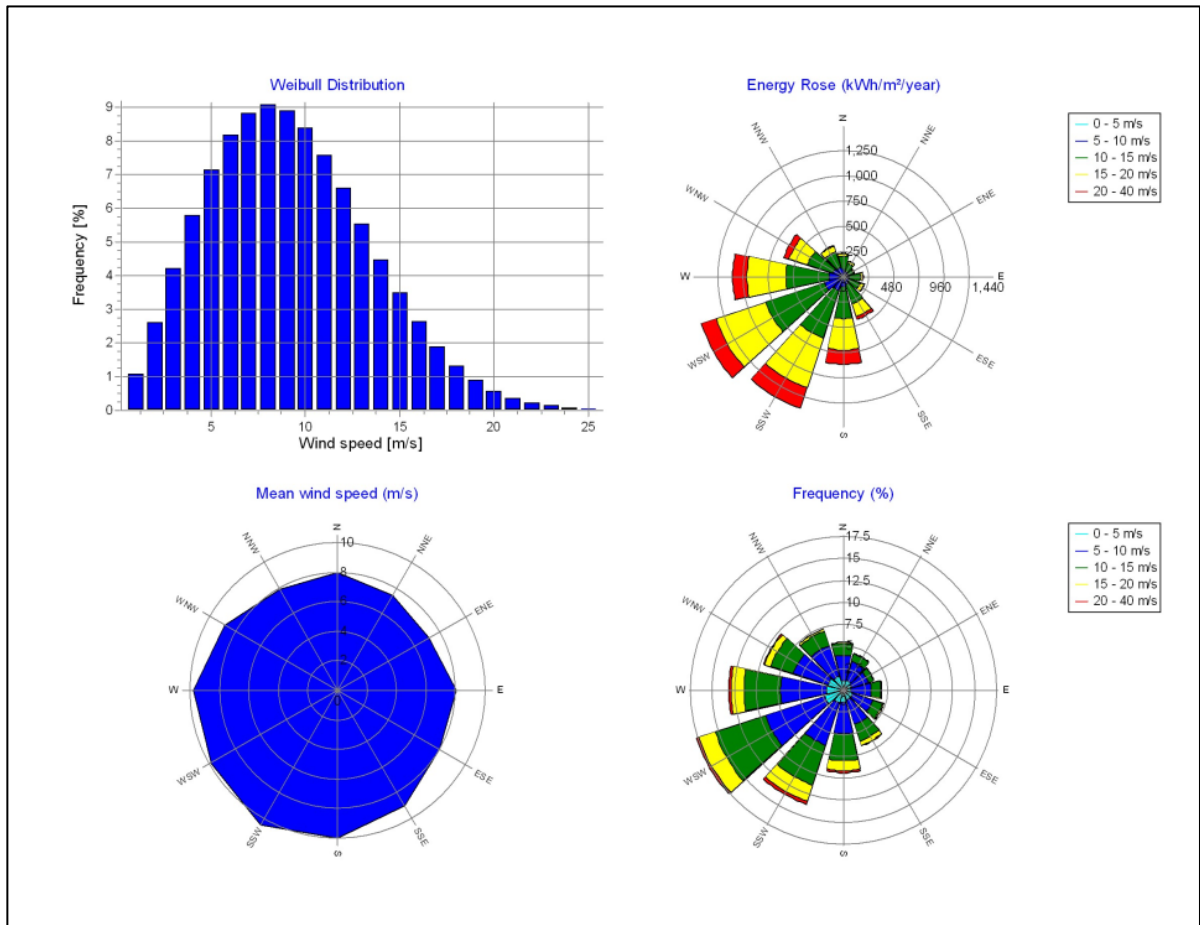 Weibull Distribution
Frequency [%]
9
8
7
6
5
4
3
2
1
0
5
10
15
20
25
Wind speed [m/s]
Energy Rose (kWh/m²/year)
N
NNE
ENE
E
ESE
SSE
S
SSW
WSW
W
WNW
NNW
1,250
1,000
750
500
250
480
960
1,440
0 - 5 m/s
5 - 10 m/s
10 - 15 m/s
15 - 20 m/s
20 - 40 m/s
Mean wind speed (m/s)
N
NNE
ENE
E
ESE
SSE
S
SSW
WSW
W
WNW
NNW
10
8
6
4
2
0
Frequency (%)
N
NNE
ENE
E
ESE
SSE
S
SSW
WSW
W
WNW
NNW
17.5
15
12.5
10
7.5
0 - 5 m/s
5 - 10 m/s
10 - 15 m/s
15 - 20 m/s
20 - 40 m/s